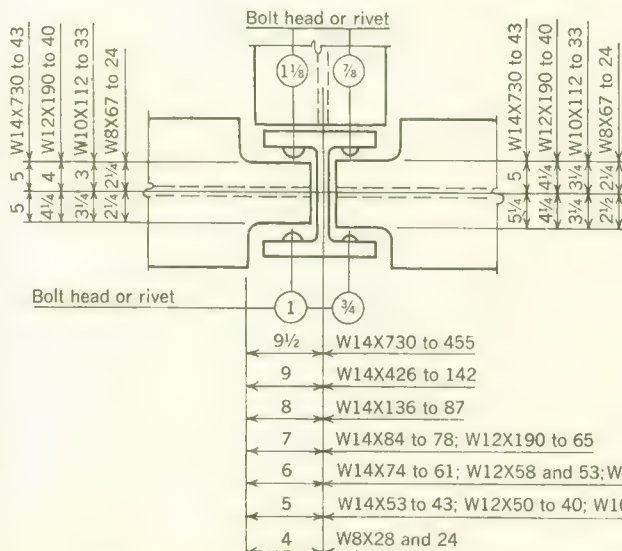 Bolt head or rivet
1⅛
⅞
W14X730 to 43
W12X190 to 40
W10X112 to 33
W8X67 to 24
5
4
3
2¼
5
4¼
3¼
2¼
W14X730 to 43
W12X190 to 40
W10X112 to 33
W8X67 to 24
5
4¼
3¼
2¼
5¼
4¼
3¼
2½
Bolt head or rivet
1
¾
9½ W14X730 to 455
9 W14X426 to 142
8 W14X136 to 87
7 W14X84 to 78; W12X190 to 65
6 W14X74 to 61; W12X58 and 53; W
5 W14X53 to 43; W12X50 to 40;
4 W8X28 and 24